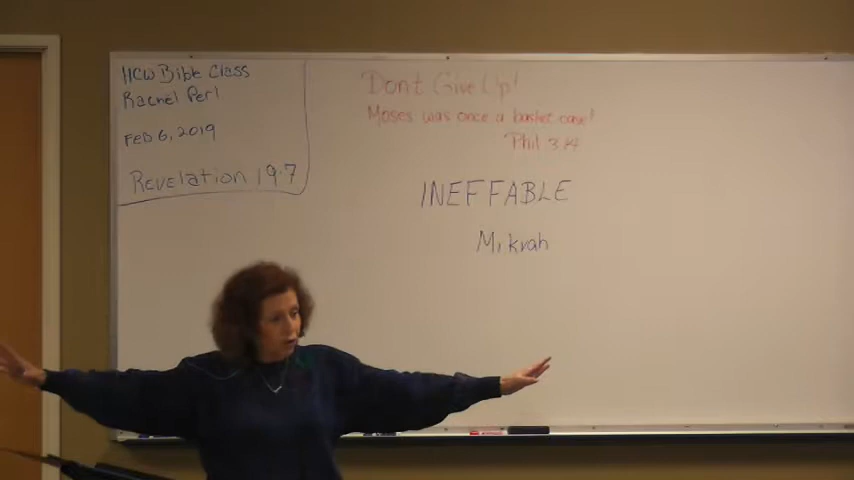 HCW Bible Class
Rachel Perl
Feb 6, 2019
Revelation 19:7
Don't Give Up!
Moses was once a basket case!
Phil 3:14
INEFFABLE
Mikrah